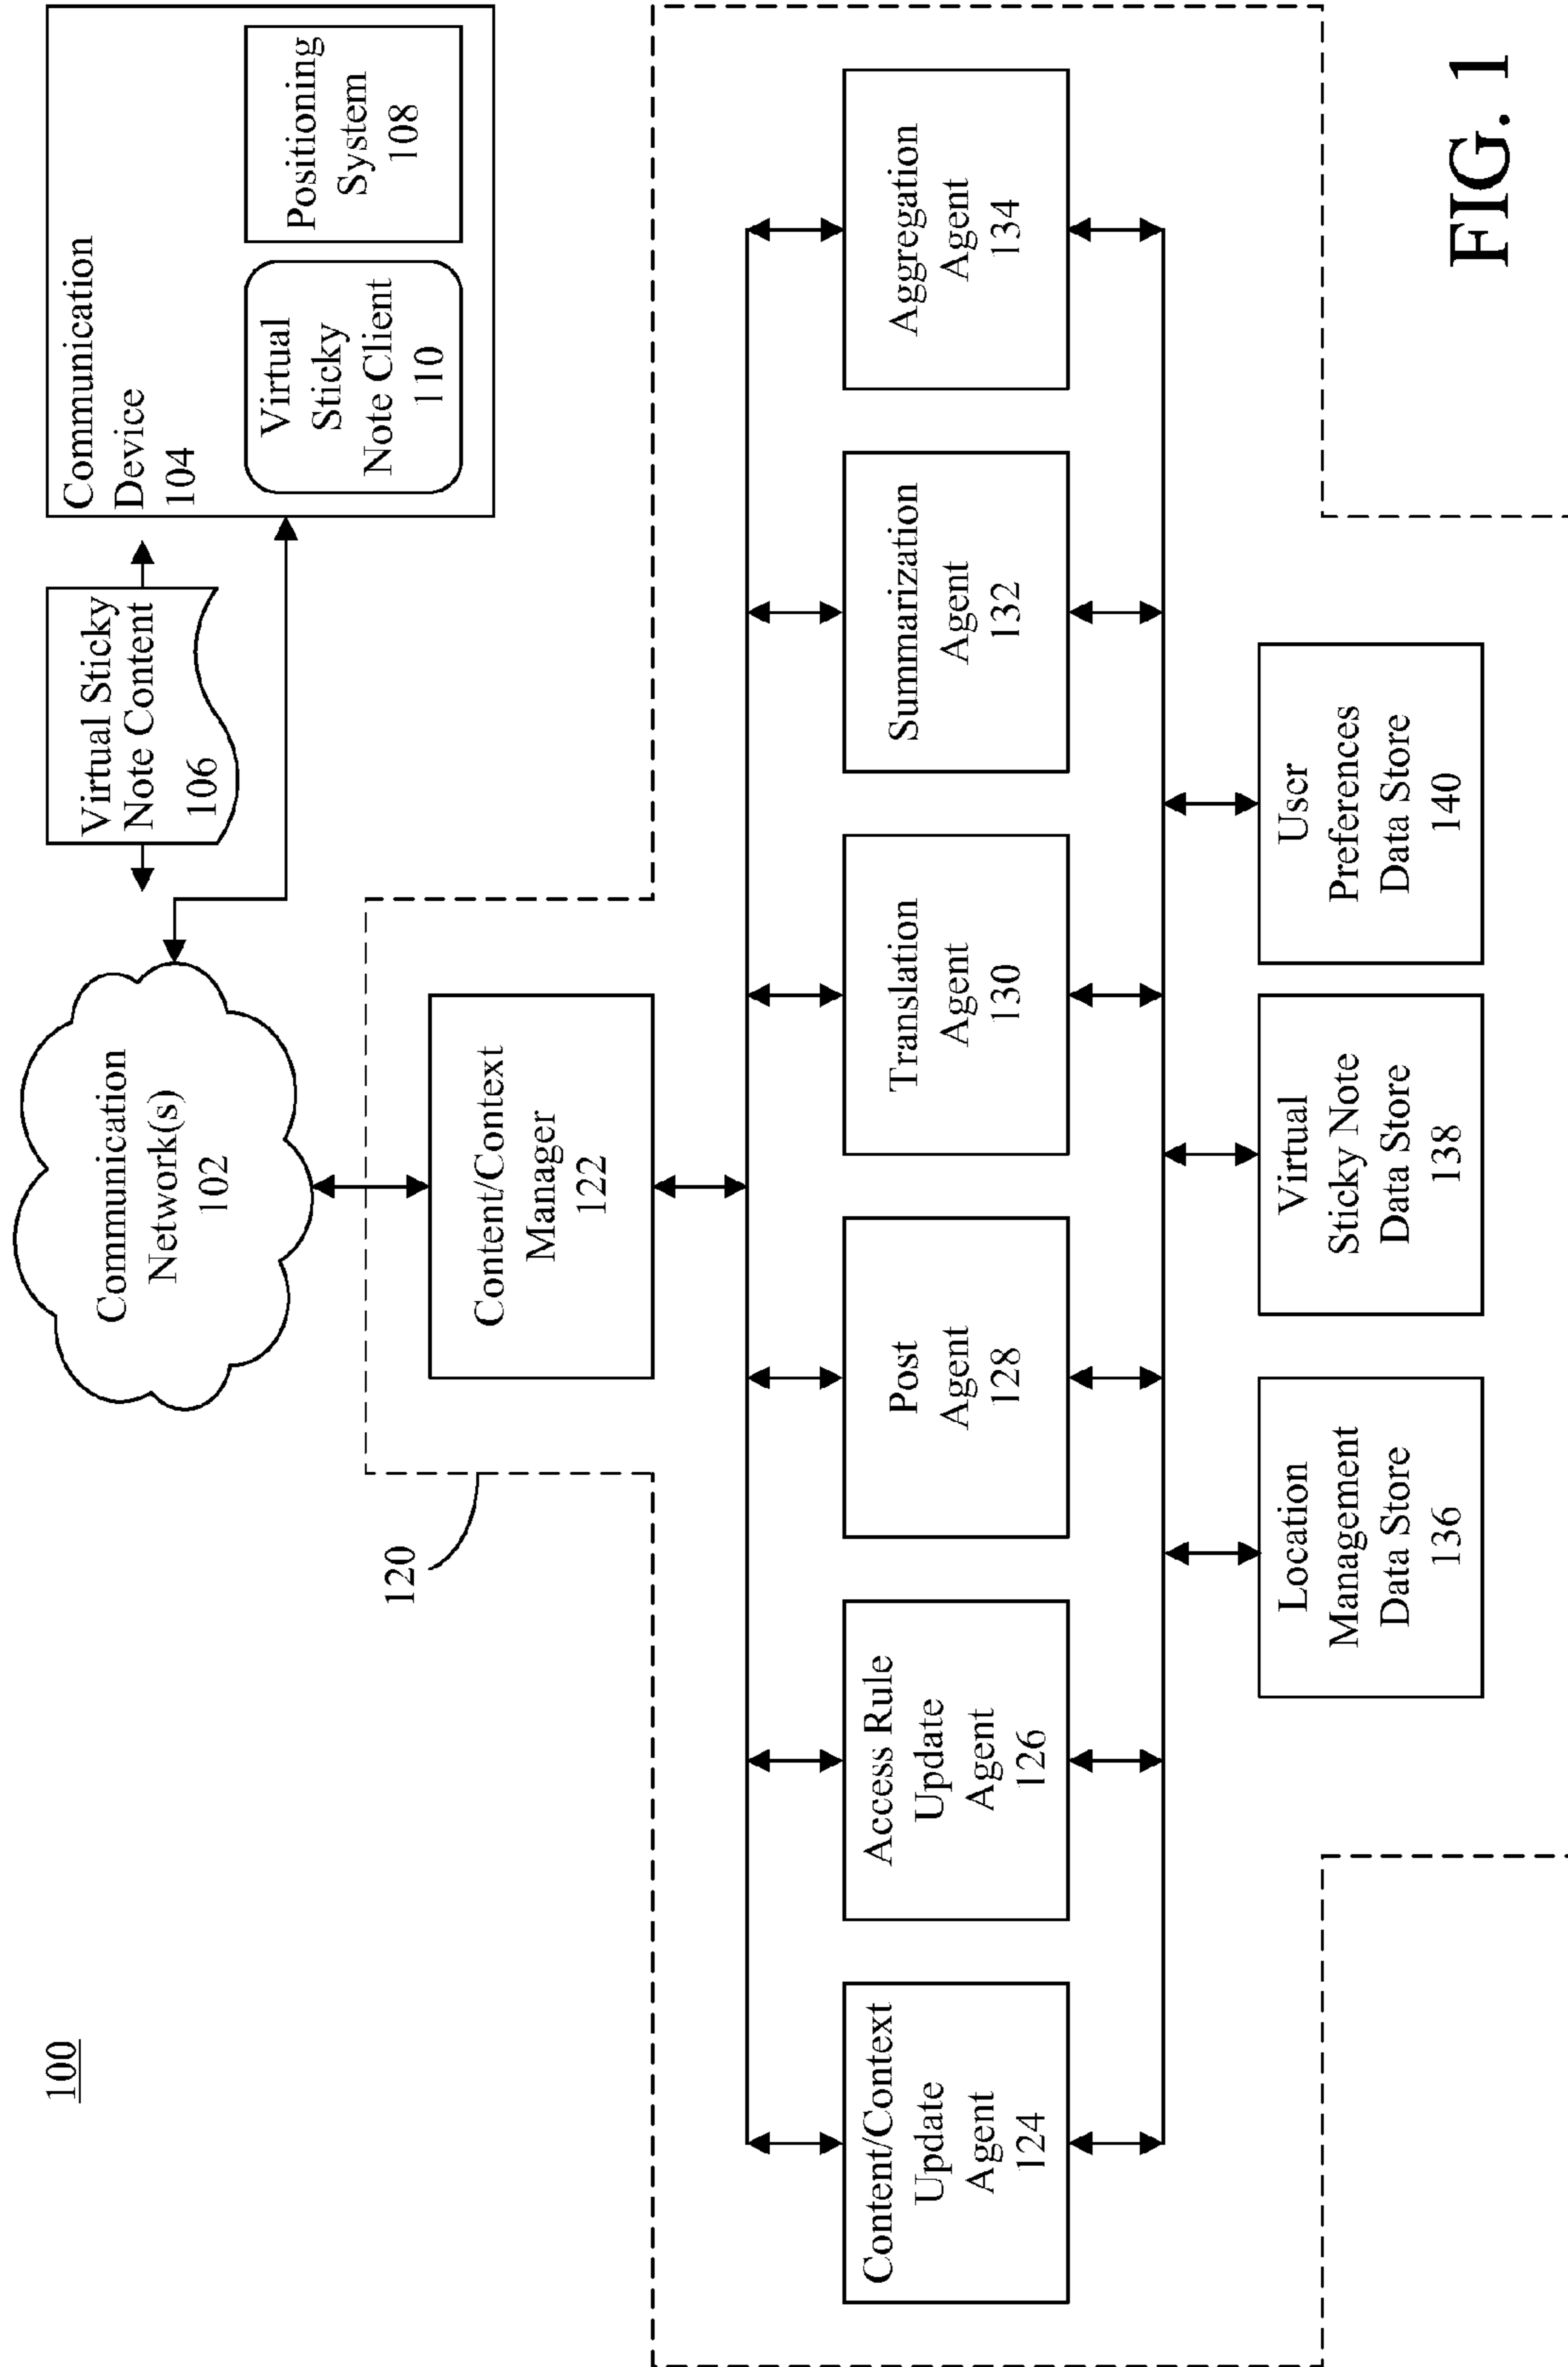 100
Communication
Network(s)
102
Virtual Sticky
Note Content
106
Communication
Device
104
Virtual
Sticky
Note Client
110
Positioning
System
108
120
Content/Context
Manager
122
Content/Context
Update
Agent
124
Access Rule
Update
Agent
126
Post
Agent
128
Translation
Agent
130
Summarization
Agent
132
Aggregation
Agent
134
Location
Management
Data Store
136
Virtual
Sticky Note
Data Store
138
User
Preferences
Data Store
140
FIG. 1